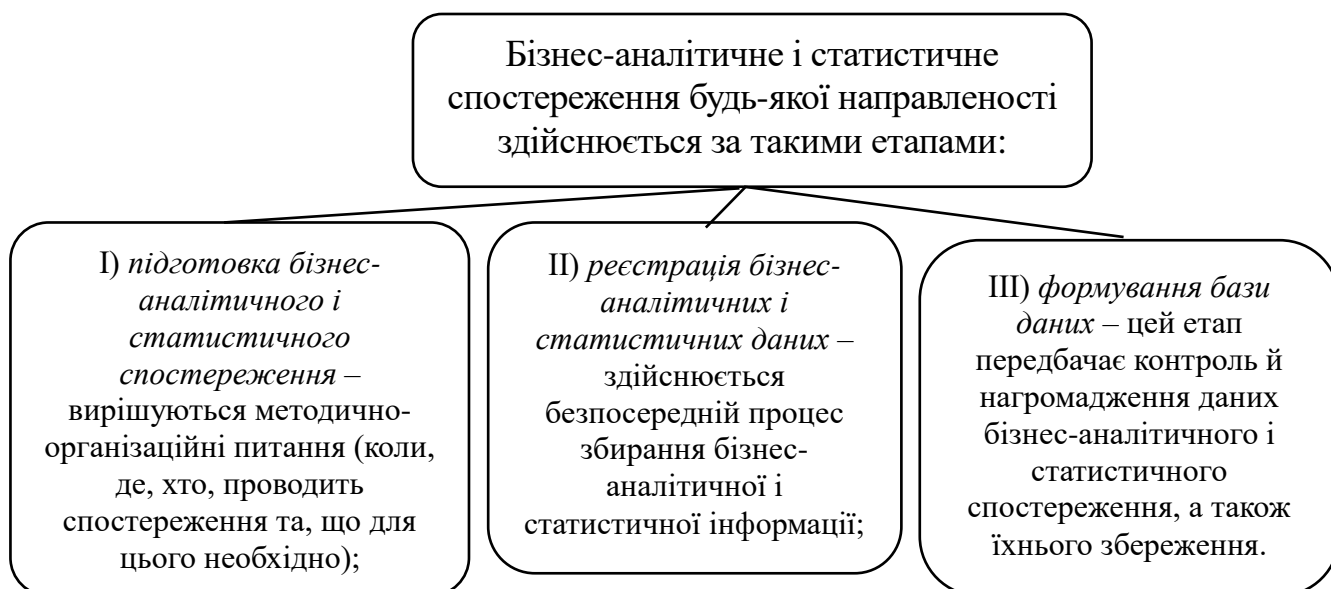 Бізнес-аналітичне і статистичне
спостереження будь-якої направленості
здійснюється за такими етапами:
І) підготовка бізнес-
аналітичного і
статистичного
спостереження –
вирішуються методично-
організаційні питання (коли,
де, хто, проводить
спостереження та, що для
цього необхідно);
ІІ) реєстрація бізнес-
аналітичних і
статистичних даних –
здійснюється
безпосередній процес
збирання бізнес-
аналітичної і
статистичної інформації;
ІІІ) формування бази
даних – цей етап
передбачає контроль й
нагромадження даних
бізнес-аналітичного і
статистичного
спостереження, а також
їхнього збереження.